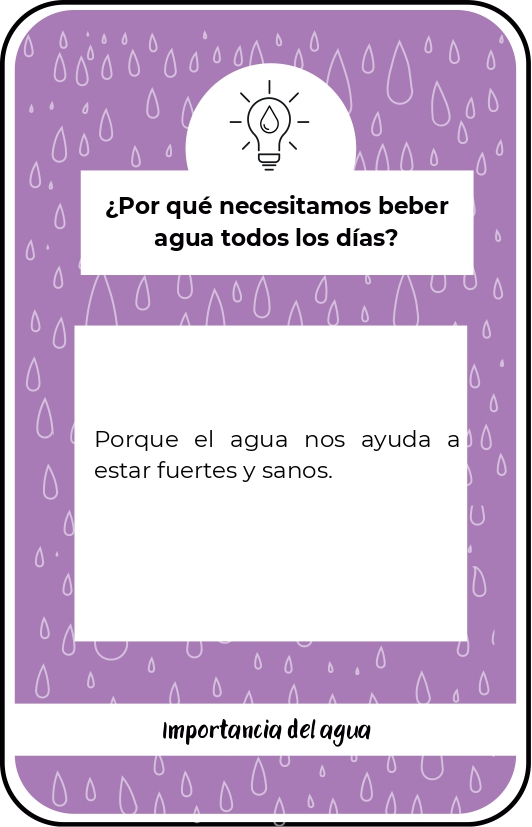 ¿Por qué necesitamos beber
agua todos los días?
Porque el agua nos ayuda a
estar fuertes y sanos.
Importancia del agua